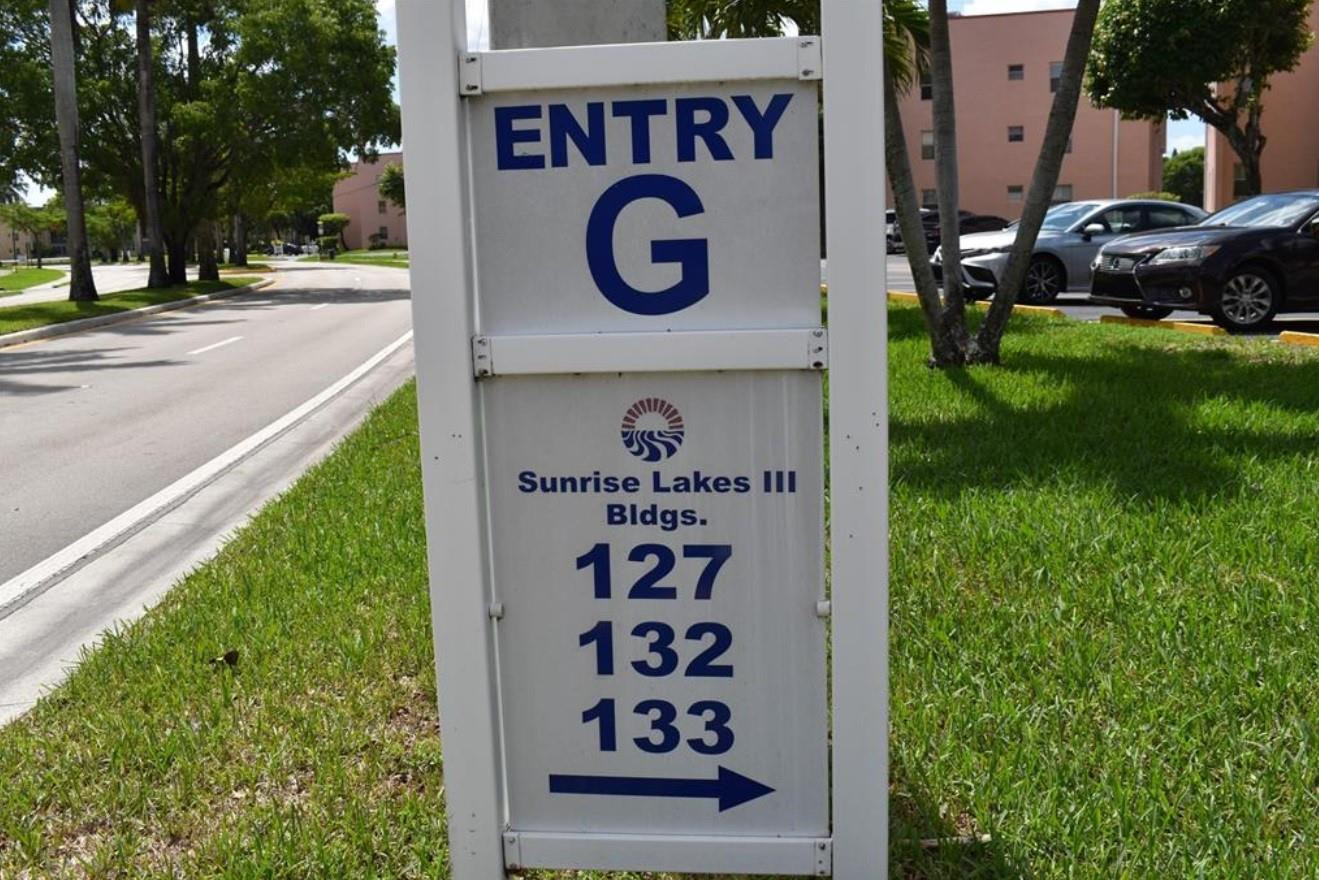 ENTRY
G
Sunrise Lakes III
Bldgs.
127
132
133